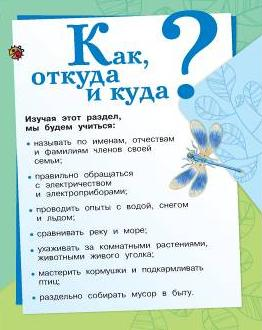 Как,
откуда
и куда?
Изучая этот раздел,
мы будем учиться:
• называть по именам, отчествам
и фамилиям членов своей
семьи;
• правильно обращаться
с электричеством
и электроприборами;
• проводить опыты с водой, снегом
и льдом;
• сравнивать реку и море;
• ухаживать за комнатными растениями,
животными живого уголка;
• мастерить кормушки и подкармливать
птиц;
• раздельно собирать мусор в быту.